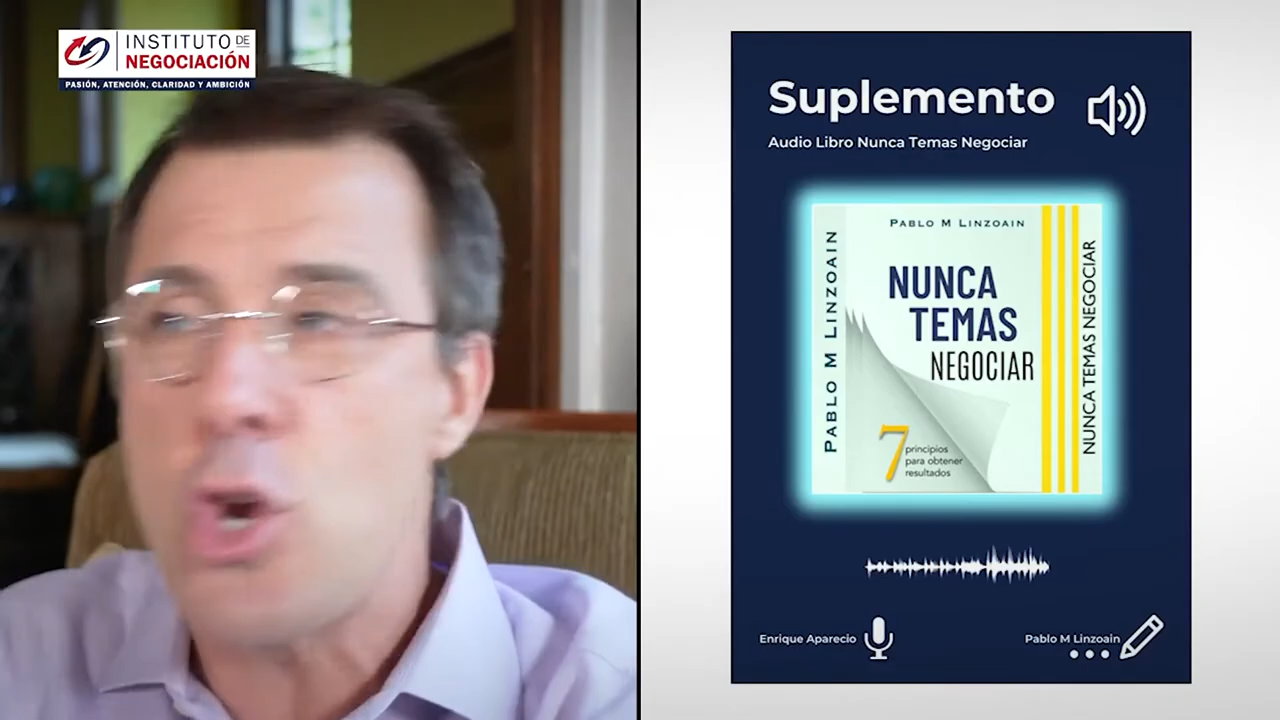 INSTITUTO DE
NEGOCIACIÓN
PASIÓN, ATENCIÓN, CLARIDAD Y AMBICIÓN
Suplemento
Audio Libro Nunca Temas Negociar
PABLO M LINZOAIN
PABLO M LINZOAIN
NUNCA
TEMAS
NEGOCIAR
7
principios
para obtener
resultados
NUNCA TEMAS NEGOCIAR
Enrique Aparecio
Pablo M Linzoain